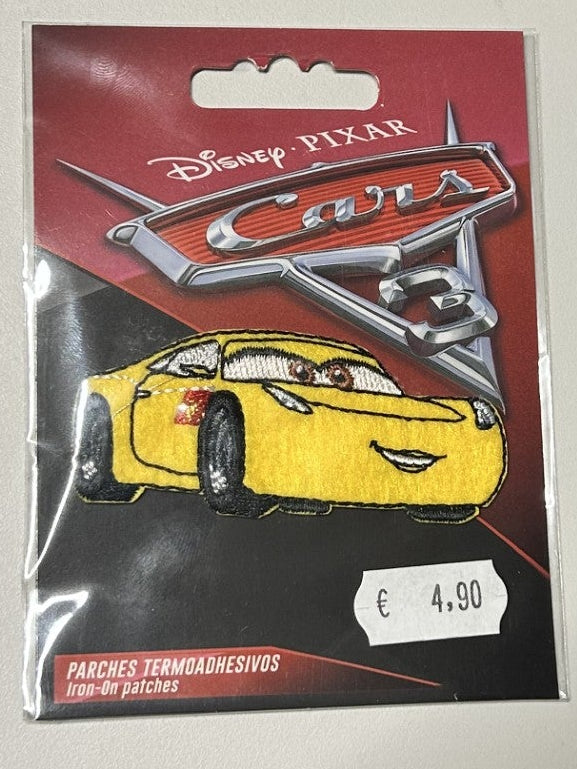 Disney · PIXAR
Cars
3
€ 4,90
PARCHES TERMOADHESIVOS
Iron-On patches